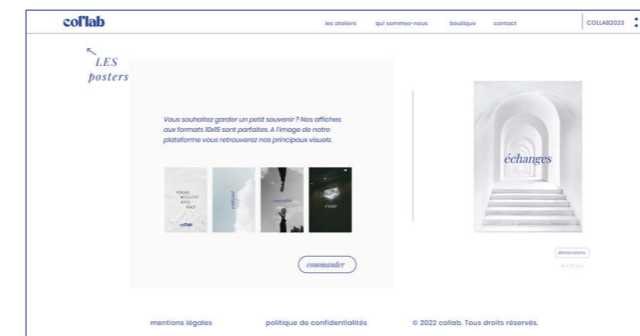 col'lab
les ateliers
qui sommes-nous
boutique
contact
COLLAB2023
LES
posters
Vous souhaitez garder un petit souvenir ? Nos affiches
aux formats 10x15 sont parfaites. A l'image de notre
plateforme vous retrouverez nos principaux visuels.
échanges
commander
dimensions
mentions légales
politique de confidentialités
© 2022 collab. Tous droits réservés.